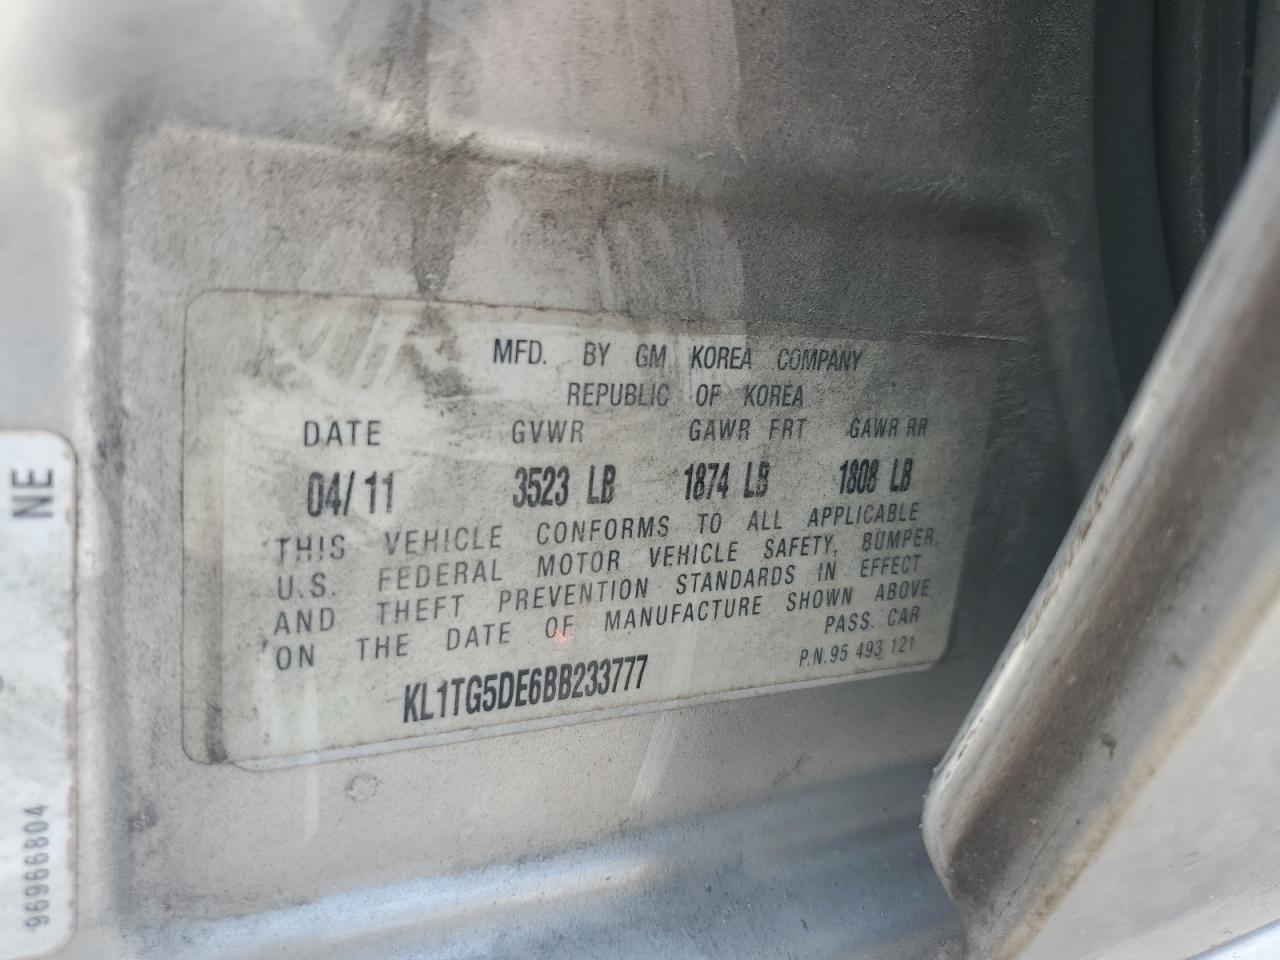 MFD. BY GM KOREA COMPANY
REPUBLIC OF KOREA
DATE GVWR GAWR FRT GAWR RR
04/11 3523 LB 1874 LB 1808 LB
THIS VEHICLE CONFORMS TO ALL APPLICABLE
U.S. FEDERAL MOTOR VEHICLE SAFETY, BUMPER,
AND THEFT PREVENTION STANDARDS IN EFFECT
ON THE DATE OF MANUFACTURE SHOWN ABOVE
PASS. CAR
KL1TG5DE6BB233777 P.N.95 493 121
NE
96966804